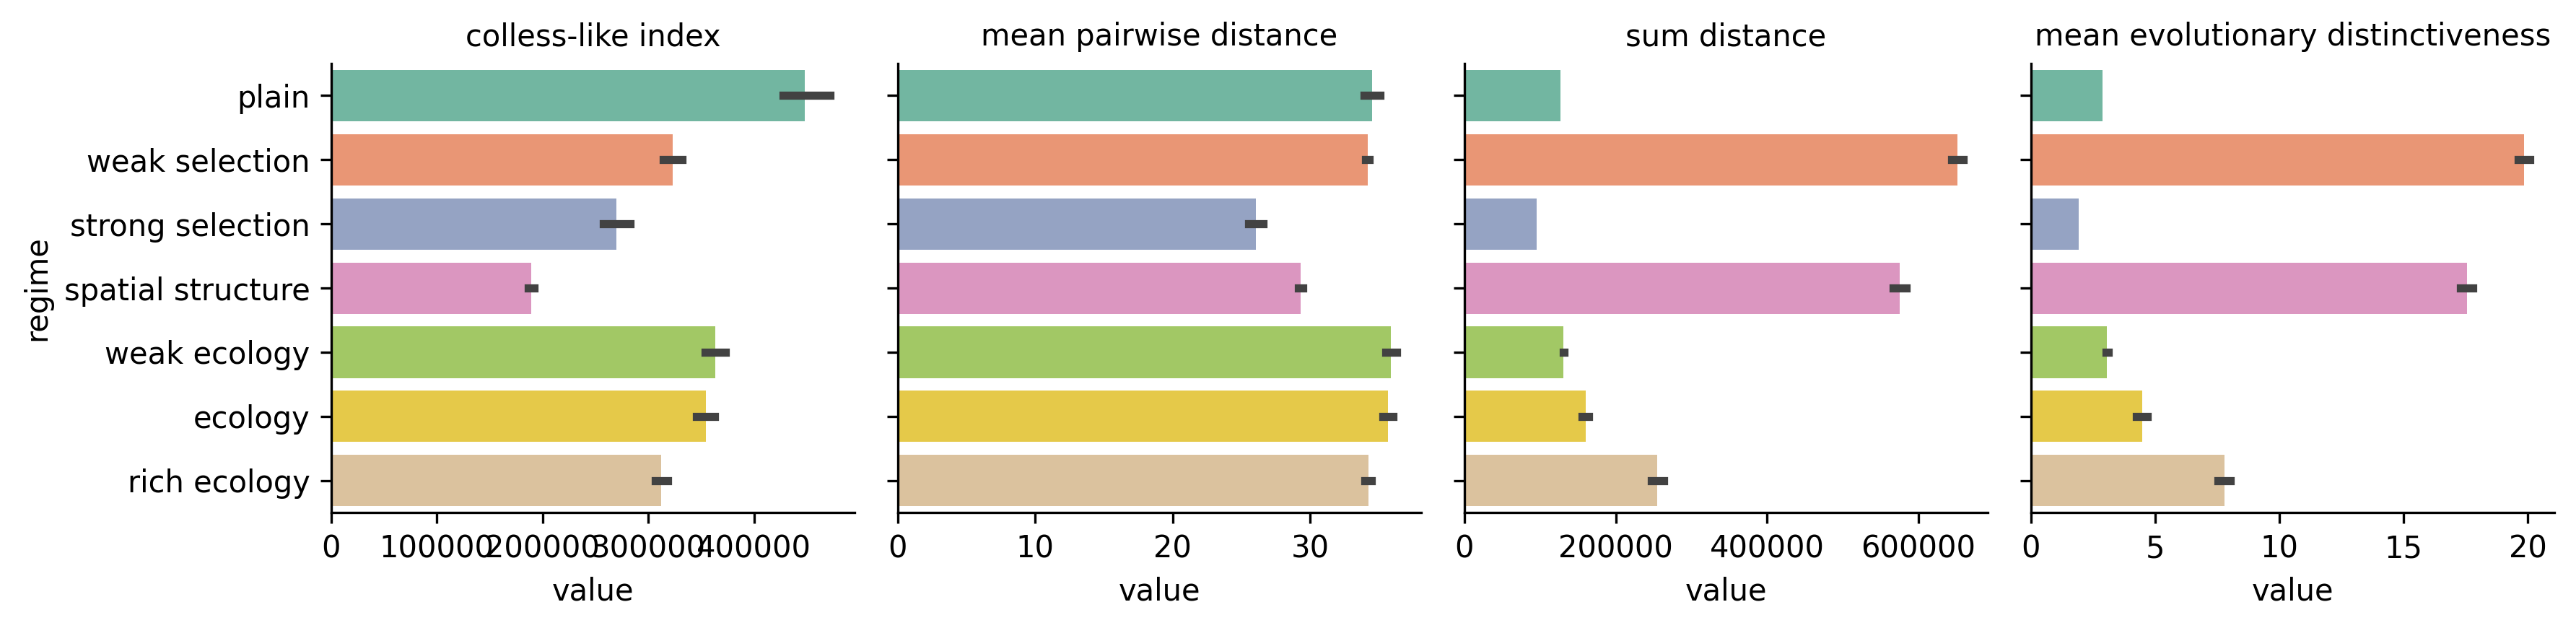 colless-like index
mean pairwise distance
sum distance
mean evolutionary distinctiveness
regime
plain
weak selection
strong selection
spatial structure
weak ecology
ecology
rich ecology
0 100000 200000 300000 400000
0 10 20 30
0 200000 400000 600000
0 5 10 15 20
value
value
value
value